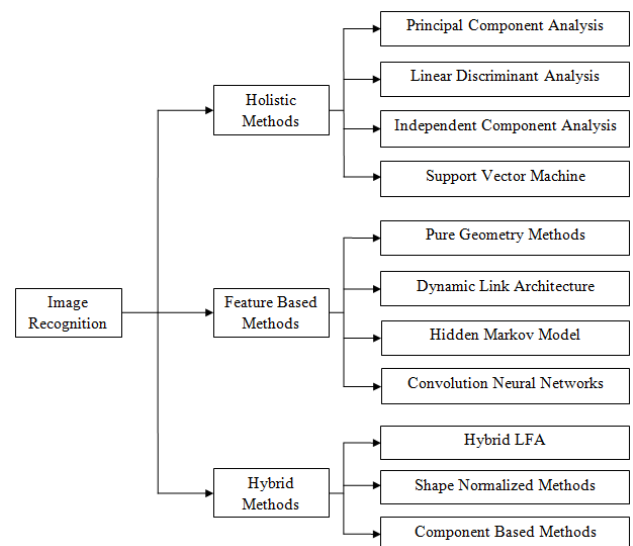 Image
Recognition
Holistic
Methods
Principal Component Analysis
Linear Discriminant Analysis
Independent Component Analysis
Support Vector Machine
Feature Based
Methods
Pure Geometry Methods
Dynamic Link Architecture
Hidden Markov Model
Convolution Neural Networks
Hybrid
Methods
Hybrid LFA
Shape Normalized Methods
Component Based Methods